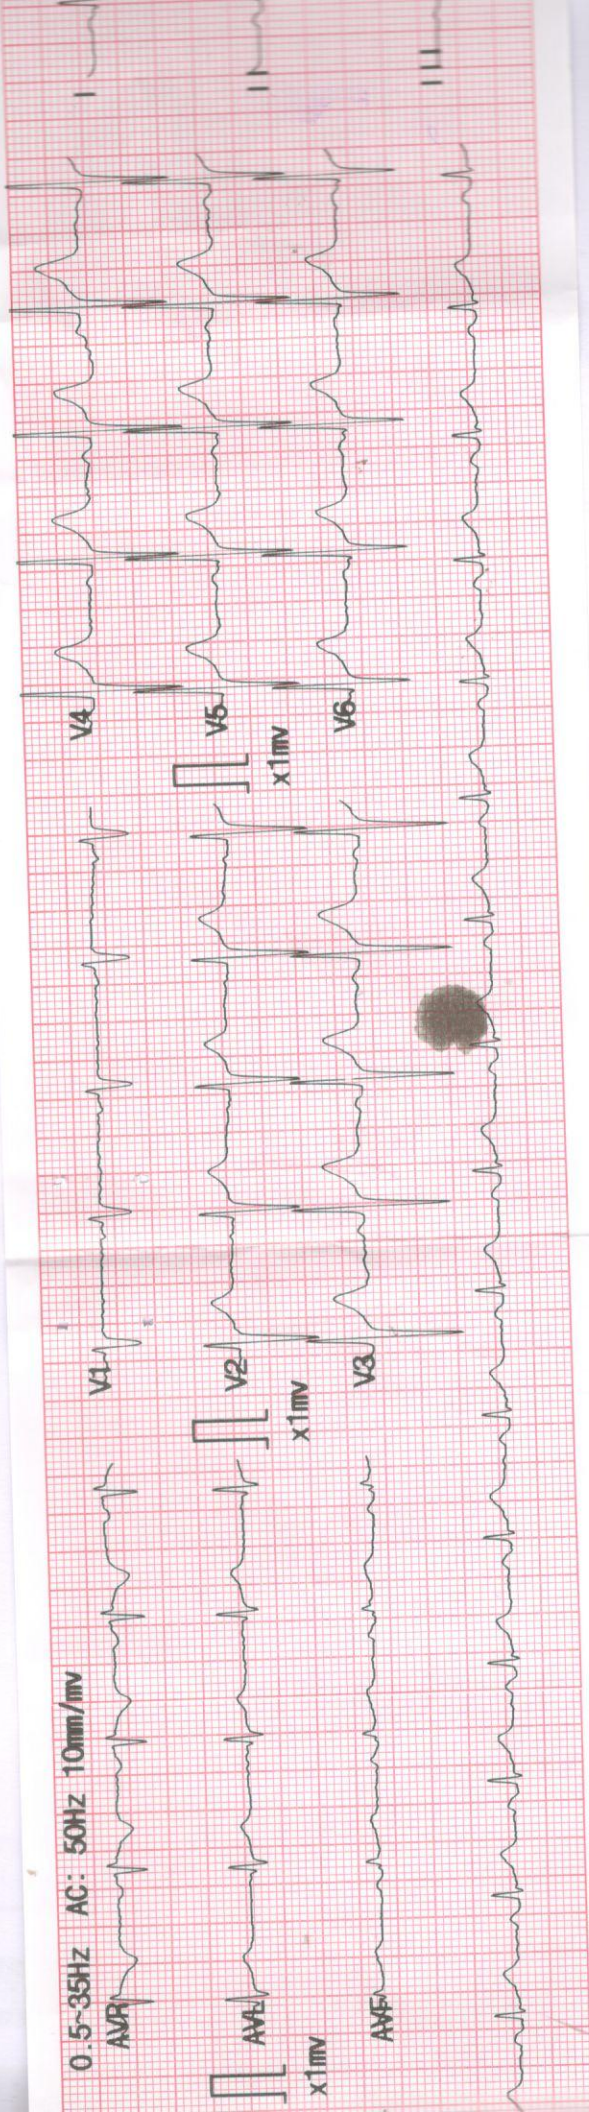 0.5~35Hz AC: 50Hz 10mm/mv
AVR
AVL
AVF
x1mv
V1
V2
V3
x1mv
V4
V5
V6
x1mv
I
II
III